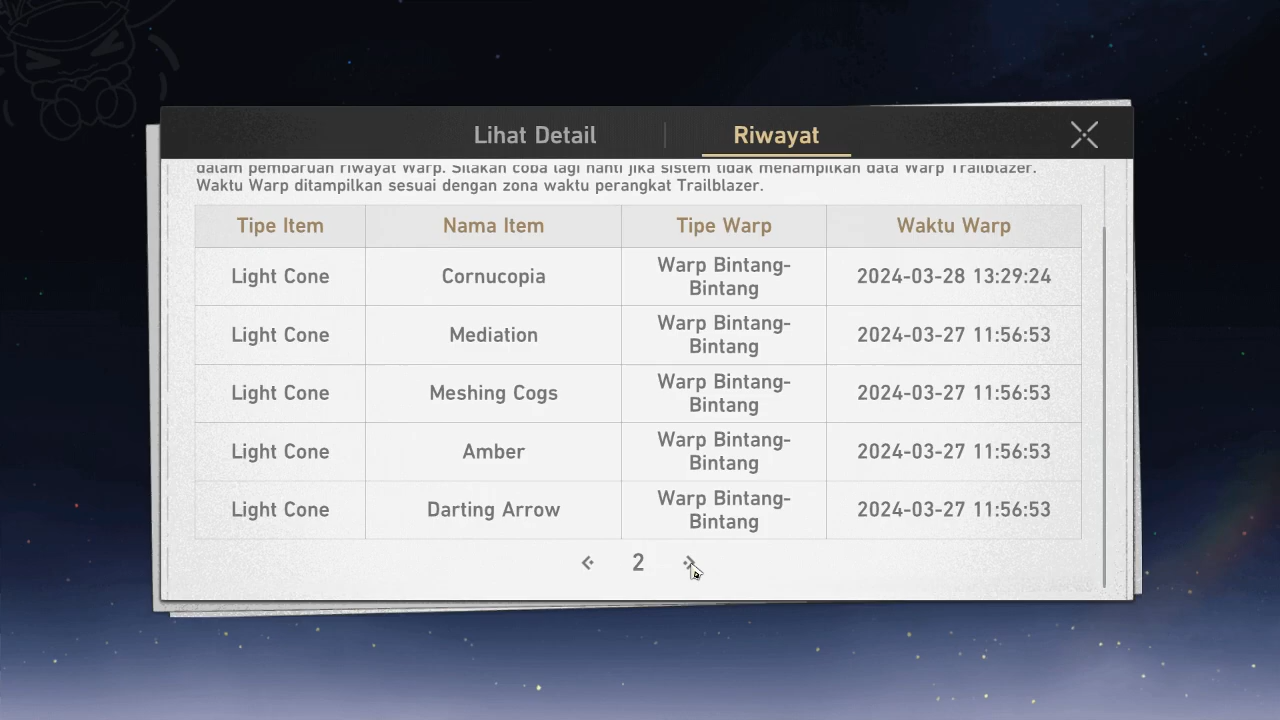 Lihat Detail
Riwayat
dalam pembaruan riwayat Warp. Silakan coba lagi nanti jika sistem tidak menampilkan data Warp Trailblazer.
Waktu Warp ditampilkan sesuai dengan zona waktu perangkat Trailblazer.
Tipe Item Nama Item Tipe Warp Waktu Warp
Light Cone Cornucopia Warp Bintang-
Bintang 2024-03-28 13:29:24
Light Cone Mediation Warp Bintang-
Bintang 2024-03-27 11:56:53
Light Cone Meshing Cogs Warp Bintang-
Bintang 2024-03-27 11:56:53
Light Cone Amber Warp Bintang-
Bintang 2024-03-27 11:56:53
Light Cone Darting Arrow Warp Bintang-
Bintang 2024-03-27 11:56:53
2